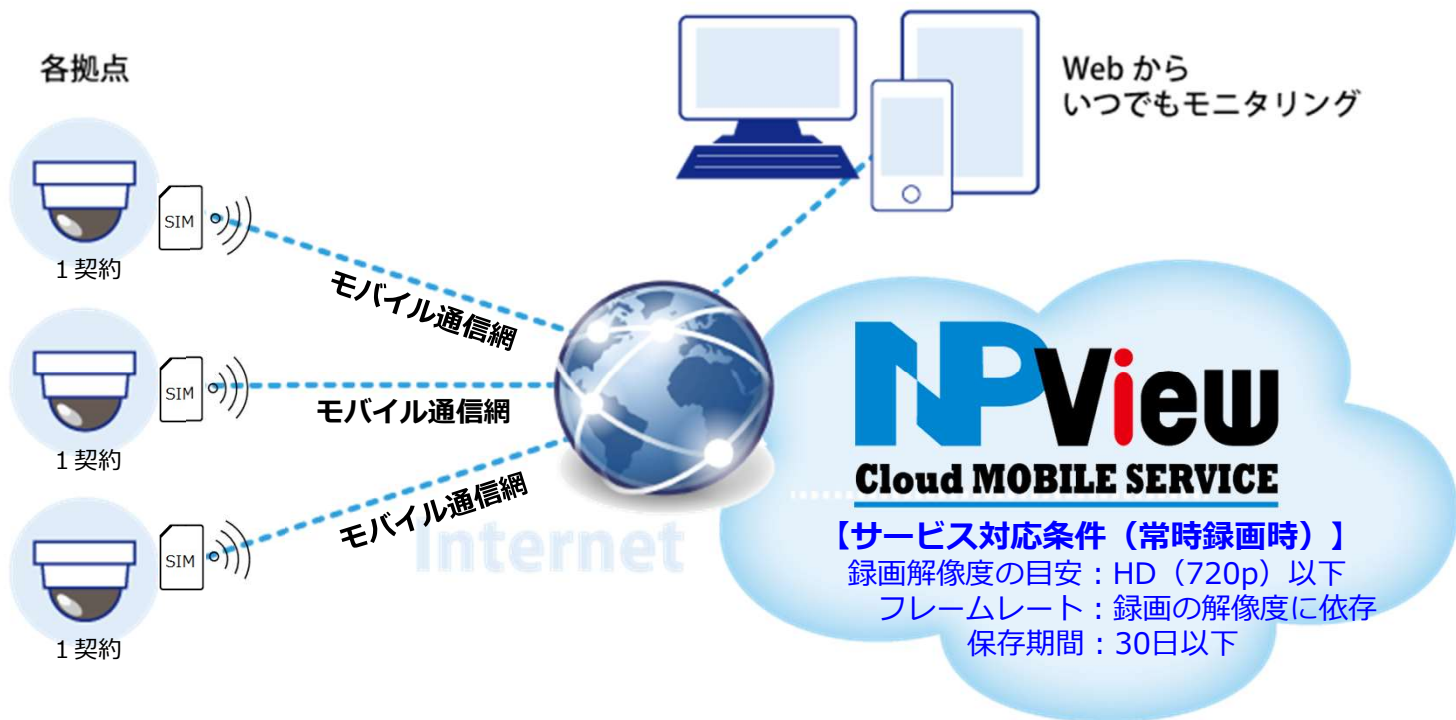 各拠点
Web から
いつでもモニタリング
SIM
1契約
モバイル通信網
SIM
1契約
モバイル通信網
SIM
1契約
モバイル通信網
Internet
NPView
Cloud MOBILE SERVICE
【サービス対応条件（常時録画時）】
録画解像度の目安：HD（720p）以下
フレームレート：録画の解像度に依存
保存期間：30日以下